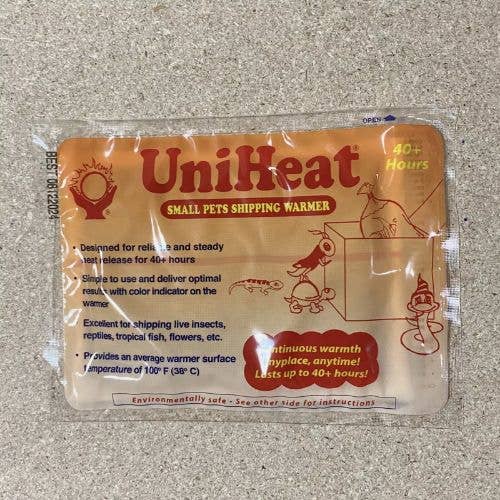 OPEN
UniHeat®
40+
Hours
SMALL PETS SHIPPING WARMER
BEST 08122024
• Designed for reliable and steady
heat release for 40+ hours
• Simple to use and deliver optimal
results with color indicator on the
warmer
Excellent for shipping live insects,
reptiles, tropical fish, flowers, etc.
• Provides an average warmer surface
temperature of 100° F (38° C)
Continuous warmth
anyplace, anytime!
Lasts up to 40+ hours!
Environmentally safe - See other side for instructions